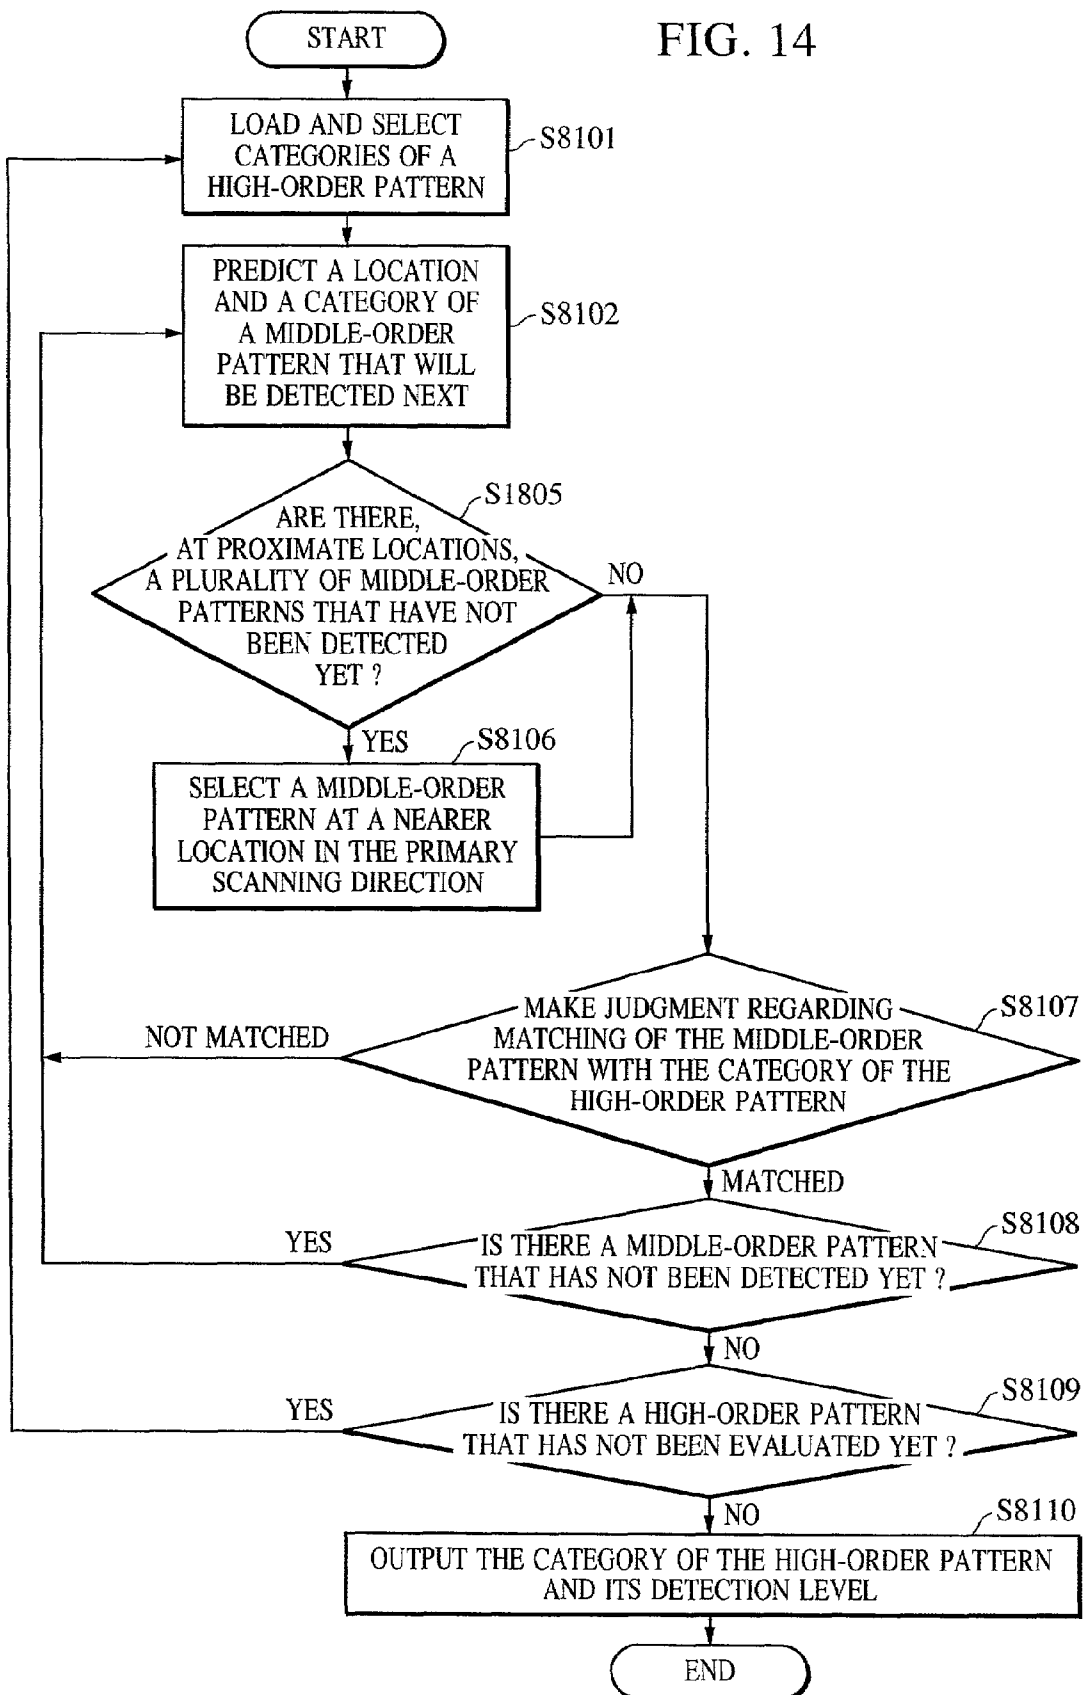 START
FIG. 14
LOAD AND SELECT
CATEGORIES OF A
HIGH-ORDER PATTERN
S8101
PREDICT A LOCATION
AND A CATEGORY OF
A MIDDLE-ORDER
PATTERN THAT WILL
BE DETECTED NEXT
S8102
S1805
ARE THERE,
AT PROXIMATE LOCATIONS,
A PLURALITY OF MIDDLE-ORDER
PATTERNS THAT HAVE NOT
BEEN DETECTED
YET ?
NO
YES
S8106
SELECT A MIDDLE-ORDER
PATTERN AT A NEARER
LOCATION IN THE PRIMARY
SCANNING DIRECTION
MAKE JUDGMENT REGARDING
MATCHING OF THE MIDDLE-ORDER
PATTERN WITH THE CATEGORY OF THE
HIGH-ORDER PATTERN
S8107
NOT MATCHED
MATCHED
S8108
YES
IS THERE A MIDDLE-ORDER PATTERN
THAT HAS NOT BEEN DETECTED YET ?
NO
S8109
YES
IS THERE A HIGH-ORDER PATTERN
THAT HAS NOT BEEN EVALUATED YET ?
NO
S8110
OUTPUT THE CATEGORY OF THE HIGH-ORDER PATTERN
AND ITS DETECTION LEVEL
END